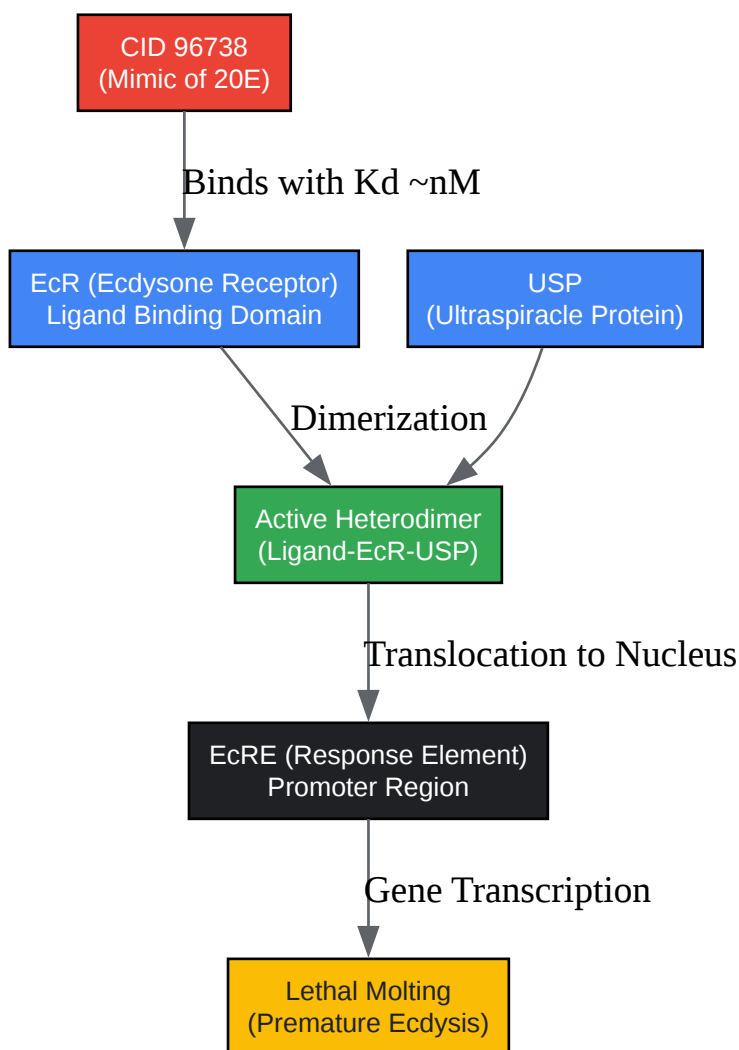 CID 96738
(Mimic of 20E)
Binds with Kd ~nM
EcR (Ecdysone Receptor)
Ligand Binding Domain
USP
(Ultraspiracle Protein)
Dimerization
Active Heterodimer
(Ligand-EcR-USP)
Translocation to Nucleus
EcRE (Response Element)
Promoter Region
Gene Transcription
Lethal Molting
(Premature Ecdysis)